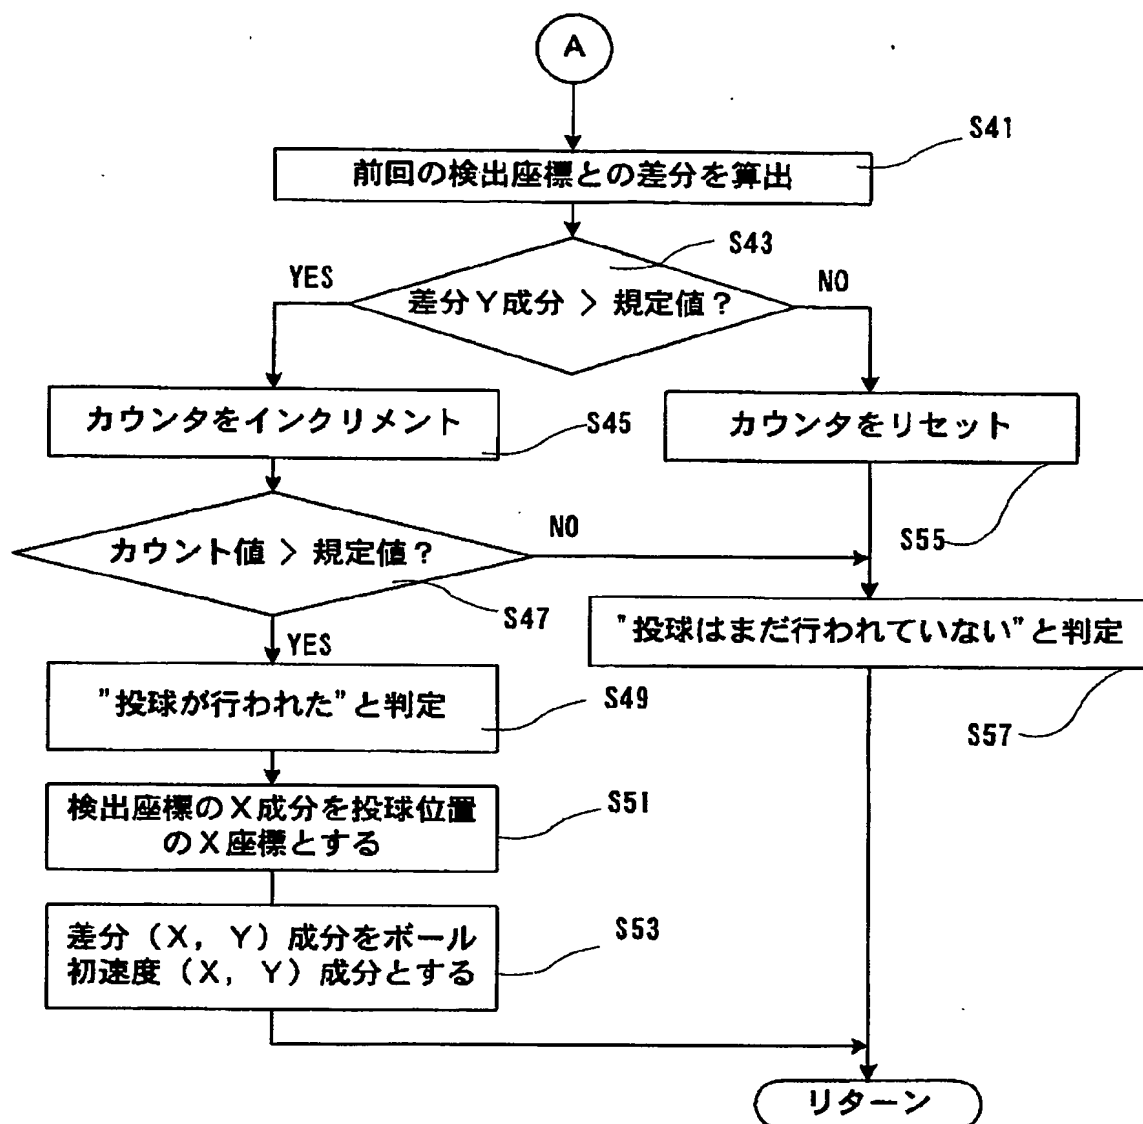 A
S41
前回の検出座標との差分を算出
S43
YES
NO
差分Y成分 > 規定値?
カウンタをインクリメント
S45
カウンタをリセット
S55
カウント値 > 規定値?
NO
S47
YES
"投球はまだ行われていない"と判定
S57
"投球が行われた"と判定
S49
検出座標のX成分を投球位置
のX座標とする
S51
差分(X, Y)成分をボール
初速度(X, Y)成分とする
S53
リターン